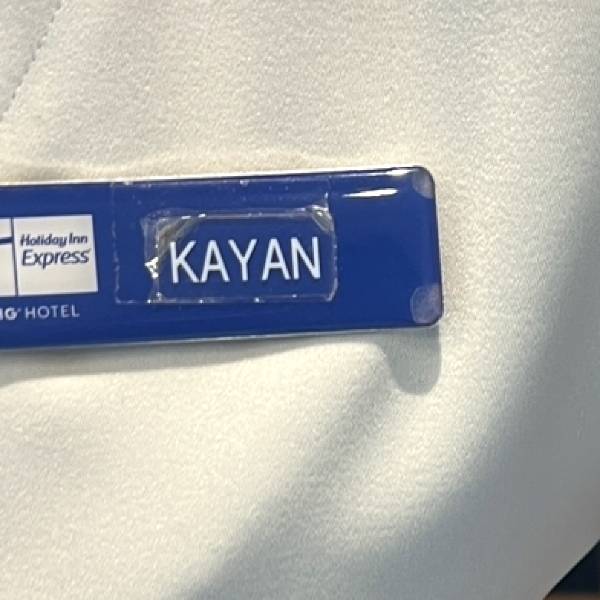 Holiday Inn
Express
HOTEL
KAYAN